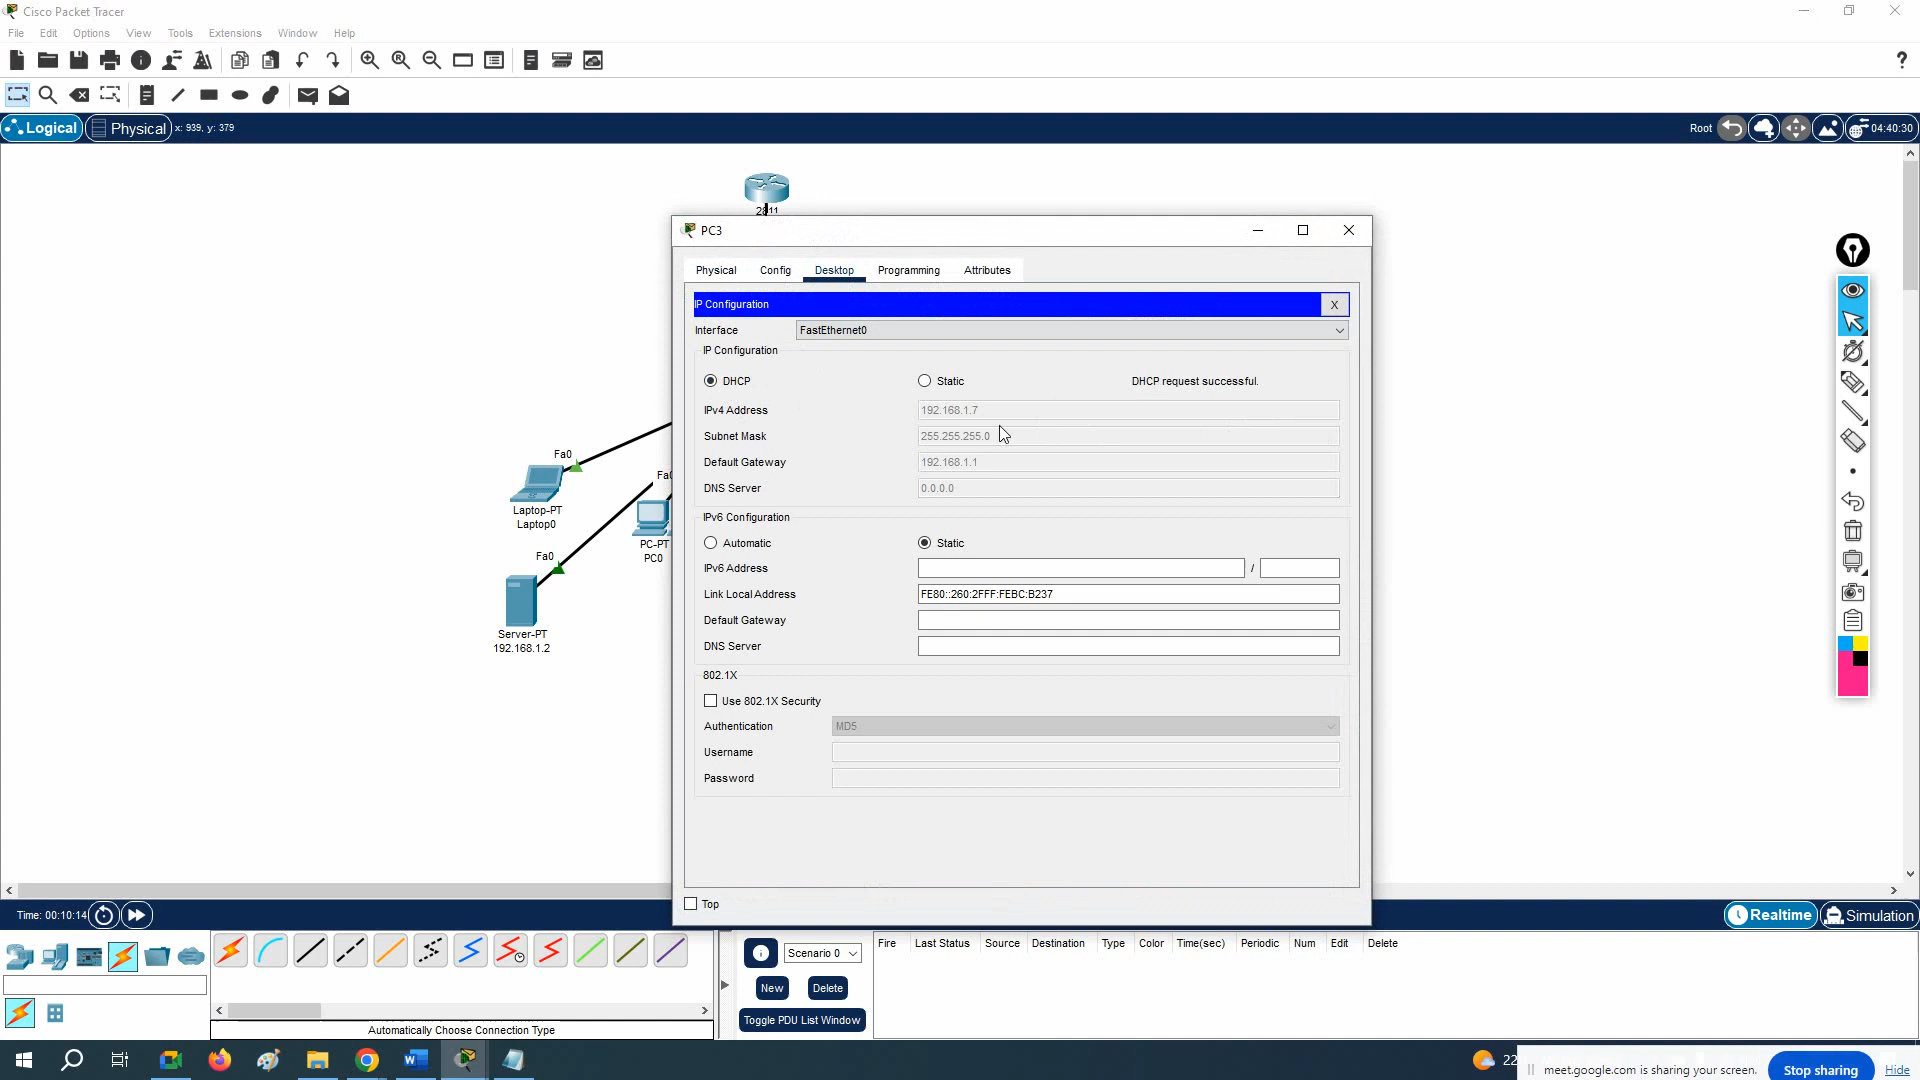 Cisco Packet Tracer
File Edit Options View Tools Extensions Window Help
Logical Physical x: 939, y: 379 Root 04:40:30
2811
PC3
Physical Config Desktop Programming Attributes
IP Configuration X
Interface FastEthernet0
IP Configuration
DHCP Static DHCP request successful.
IPv4 Address 192.168.1.7
Subnet Mask 255.255.255.0
Default Gateway 192.168.1.1
DNS Server 0.0.0.0
IPv6 Configuration
Automatic Static
IPv6 Address /
Link Local Address FE80::260:2FFF:FEBC:B237
Default Gateway
DNS Server
802.1X
Use 802.1X Security
Authentication MD5
Username
Password
Top
Fa0
Laptop-PT
Laptop0
Fa0
PC-PT
PC0
Fa0
Server-PT
192.168.1.2
Time: 00:10:14 Realtime Simulation
Scenario 0
New Delete
Toggle PDU List Window
Fire Last Status Source Destination Type Color Time(sec) Periodic Num Edit Delete
Automatically Choose Connection Type
22
meet.google.com is sharing your screen. Stop sharing Hide